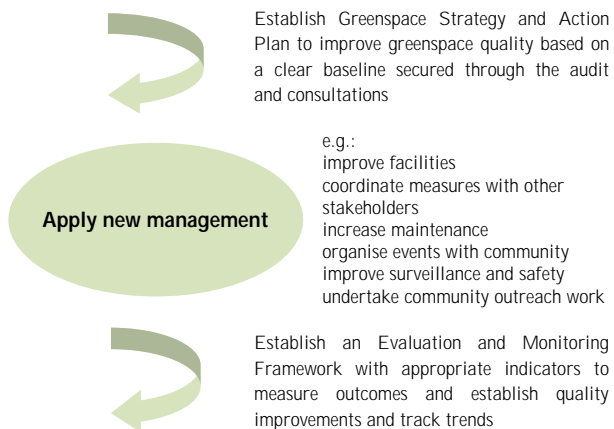 Establish Greenspace Strategy and Action
Plan to improve greenspace quality based on
a clear baseline secured through the audit
and consultations
Apply new management
e.g.:
improve facilities
coordinate measures with other
stakeholders
increase maintenance
organise events with community
improve surveillance and safety
undertake community outreach work
Establish an Evaluation and Monitoring
Framework with appropriate indicators to
measure outcomes and establish quality
improvements and track trends